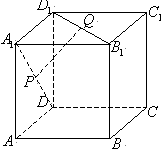 D₁ Q C₁
A₁ B₁
P
D C
A B